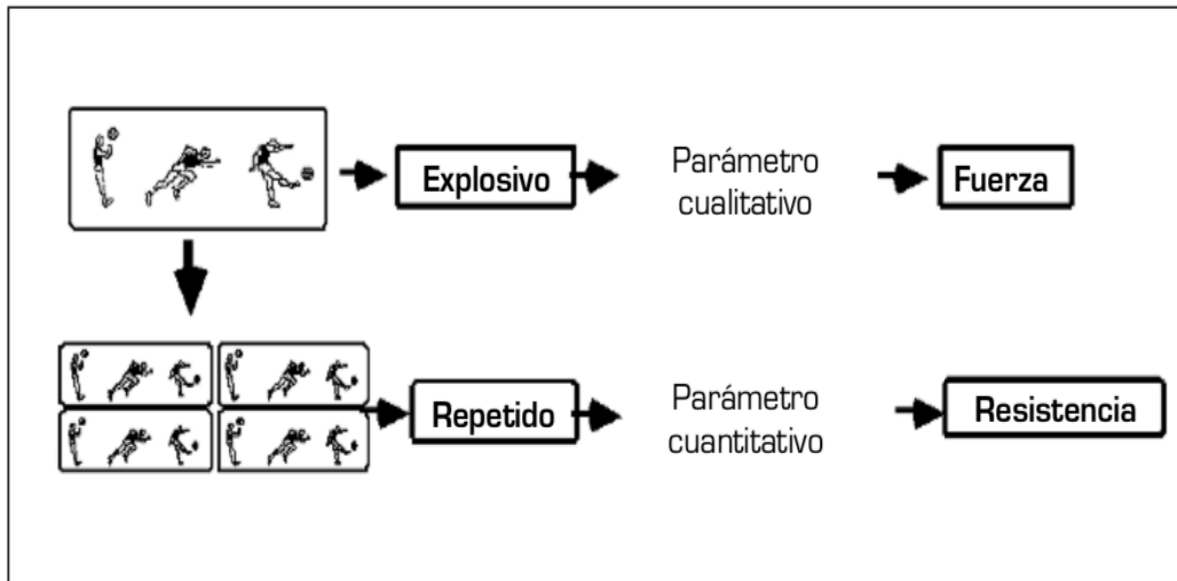 Explosivo
Parámetro
cualitativo
Fuerza
Repetido
Parámetro
cuantitativo
Resistencia